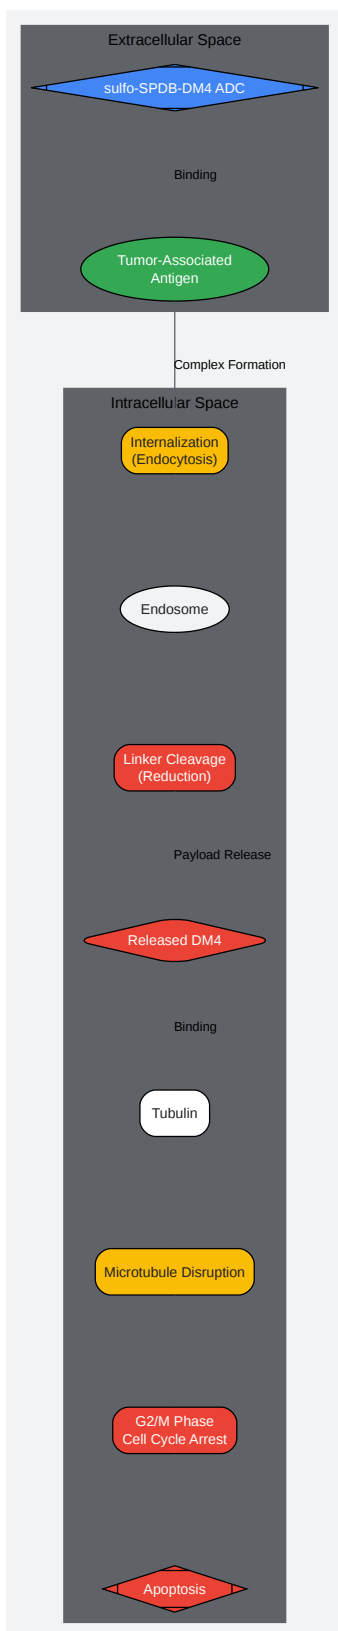 Extracellular Space
sulfo-SPDB-DM4 ADC
Binding
Tumor-Associated
Antigen
Complex Formation
Intracellular Space
Internalization
(Endocytosis)
Endosome
Linker Cleavage
(Reduction)
Payload Release
Released DM4
Binding
Tubulin
Microtubule Disruption
G2/M Phase
Cell Cycle Arrest
Apoptosis